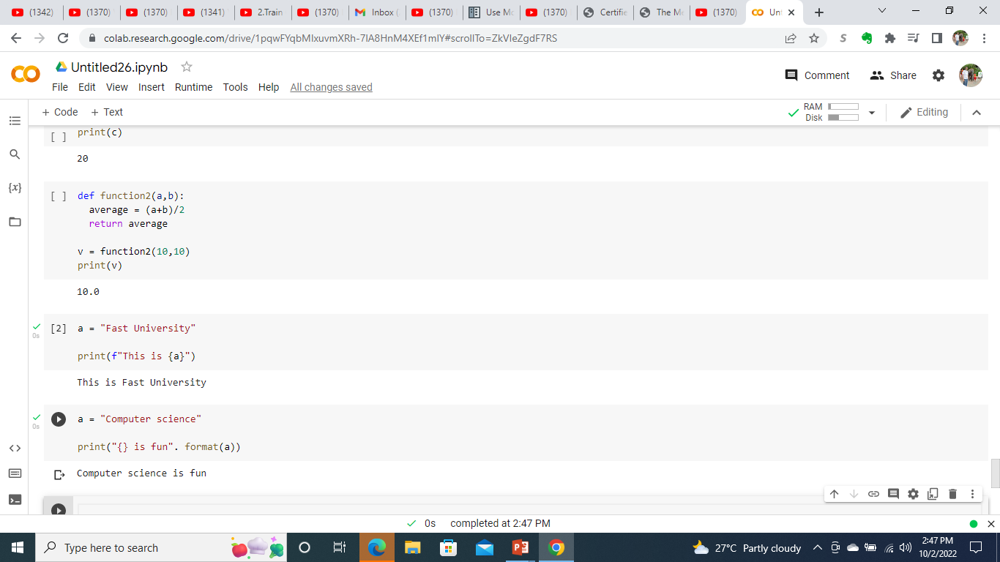 (1342)
(1370)
(1370)
(1341)
2.Train
(1370)
Inbox (
(1370)
Use Mo
(1370)
Certifie
The Me
(1370)
Unt
colab.research.google.com/drive/1pqwFYqbMlxuvmXRh-7lA8HnM4XEf1mlY#scrollTo=ZkVleZgdF7RS
Untitled26.ipynb
File Edit View Insert Runtime Tools Help All changes saved
Comment Share
+ Code + Text
RAM
Disk
Editing
[ ] print(c)
20
[ ] def function2(a,b):
average = (a+b)/2
return average
v = function2(10,10)
print(v)
10.0
0s
[2] a = "Fast University"
print(f"This is {a}")
This is Fast University
0s
a = "Computer science"
print("{} is fun". format(a))
Computer science is fun
0s completed at 2:47 PM
Type here to search
27°C Partly cloudy
2:47 PM
10/2/2022